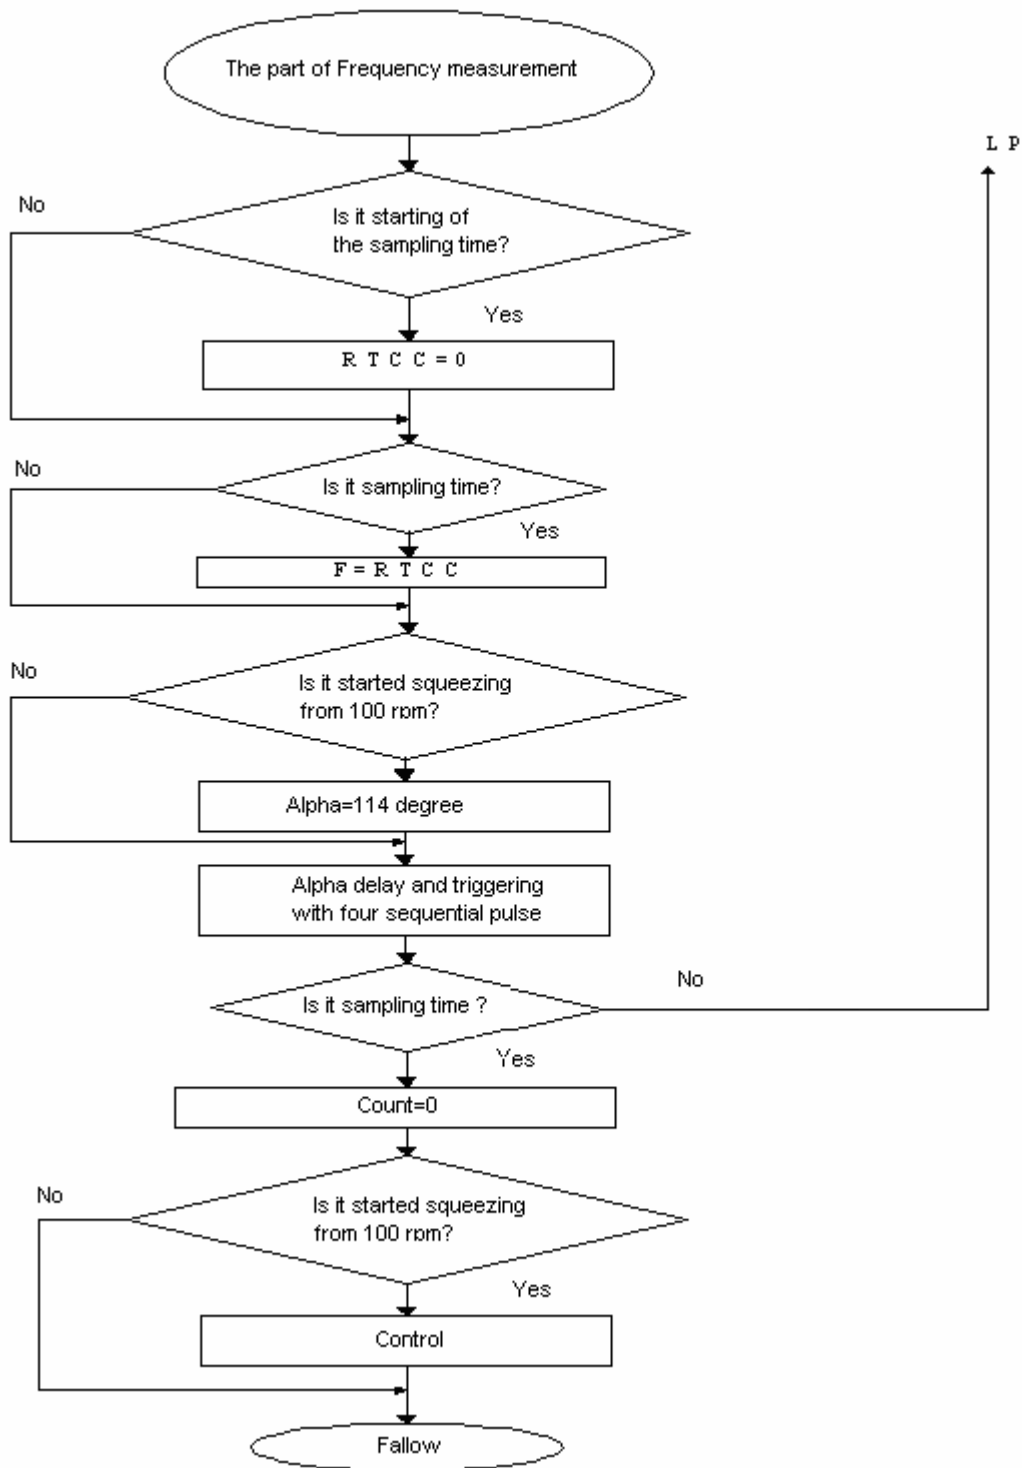 The part of Frequency measurement
L P
No
Is it starting of
the sampling time?
Yes
R T C C = 0
No
Is it sampling time?
Yes
F = R T C C
No
Is it started squeezing
from 100 rpm?
Alpha=114 degree
Alpha delay and triggering
with four sequential pulse
No
Is it sampling time ?
Yes
Count=0
No
Is it started squeezing
from 100 rpm?
Yes
Control
Fallow